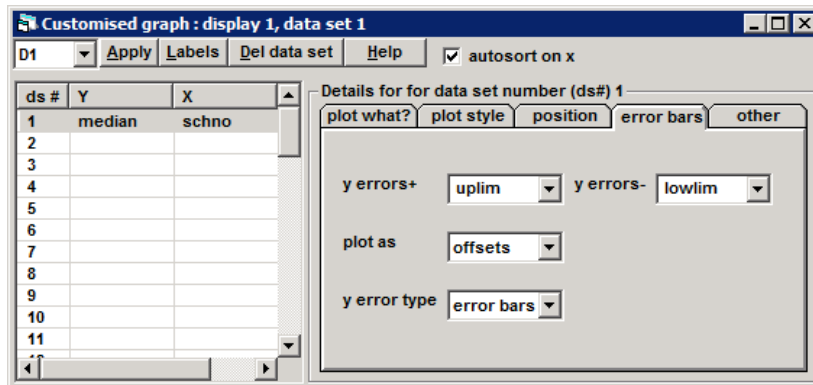 Customised graph : display 1, data set 1
D1 Apply Labels Del data set Help autosort on x
ds # Y X
1 median schno
2
3
4
5
6
7
8
9
10
11
Details for for data set number (ds#) 1
plot what? plot style position error bars other
y errors+ uplim y errors- lowlim
plot as offsets
y error type error bars